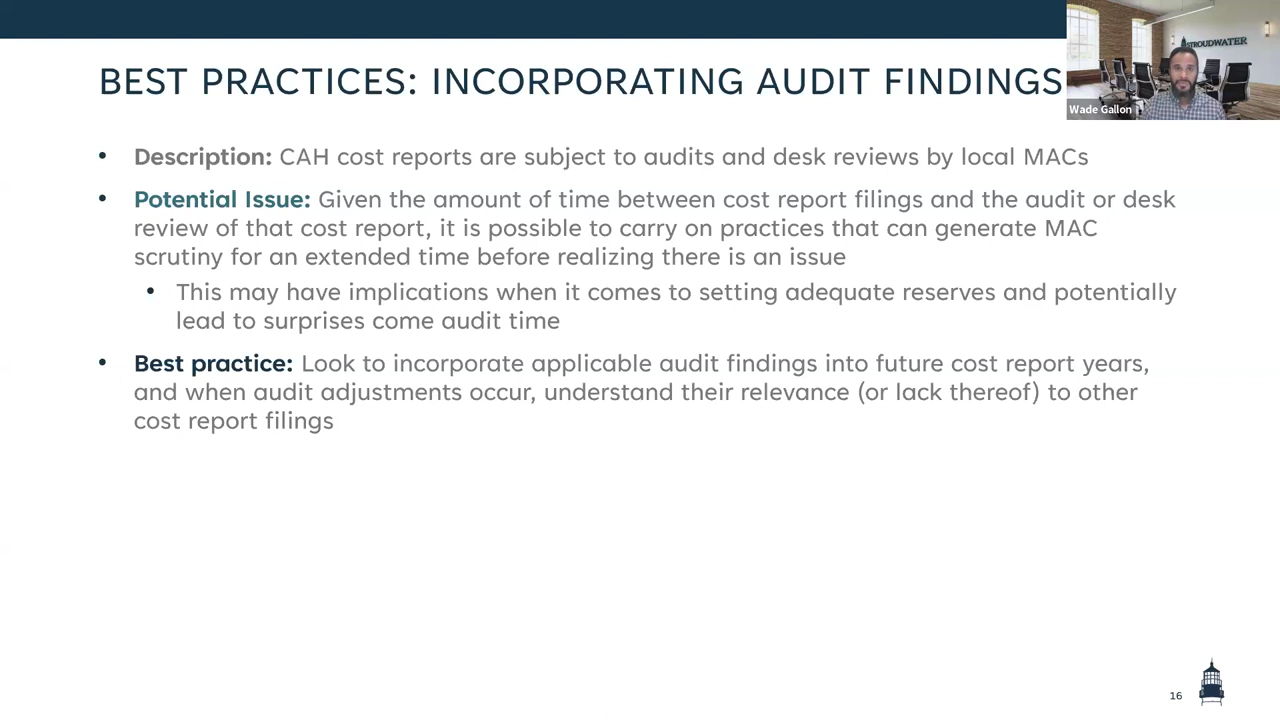 BEST PRACTICES: INCORPORATING AUDIT FINDINGS
STROUDWATER
Wade Gallon
• Description: CAH cost reports are subject to audits and desk reviews by local MACs
• Potential Issue: Given the amount of time between cost report filings and the audit or desk
review of that cost report, it is possible to carry on practices that can generate MAC
scrutiny for an extended time before realizing there is an issue
• This may have implications when it comes to setting adequate reserves and potentially
lead to surprises come audit time
• Best practice: Look to incorporate applicable audit findings into future cost report years,
and when audit adjustments occur, understand their relevance (or lack thereof) to other
cost report filings
16